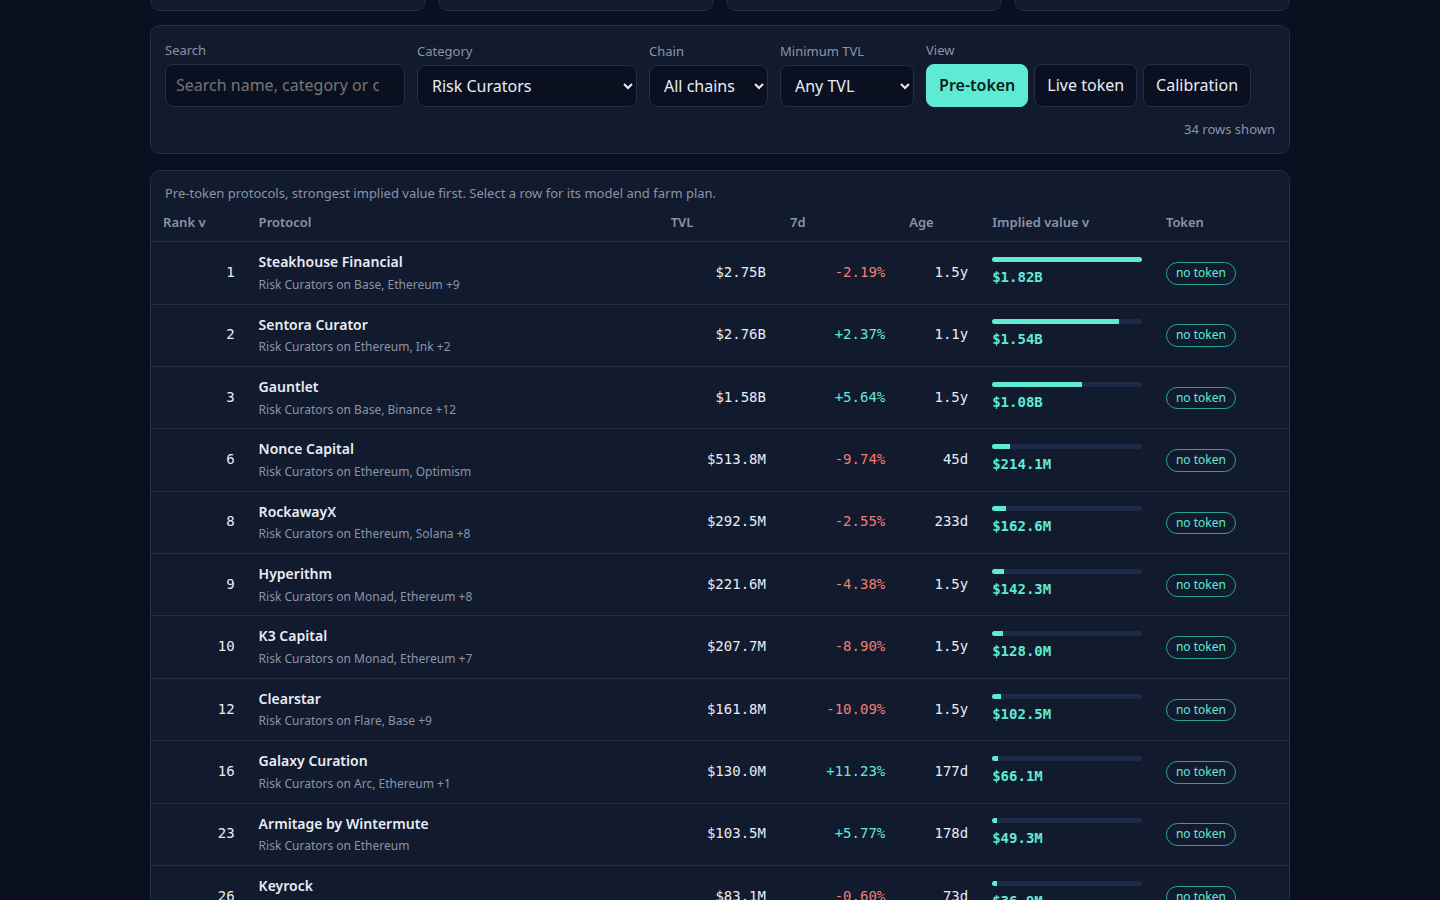 Search
Category
Chain
Minimum TVL
View
Search name, category or c
Risk Curators
All chains
Any TVL
Pre-token
Live token
Calibration
34 rows shown
Pre-token protocols, strongest implied value first. Select a row for its model and farm plan.
Rank v
Protocol
TVL
7d
Age
Implied value v
Token
1
Steakhouse Financial
Risk Curators on Base, Ethereum +9
$2.75B
-2.19%
1.5y
$1.82B
no token
2
Sentora Curator
Risk Curators on Ethereum, Ink +2
$2.76B
+2.37%
1.1y
$1.54B
no token
3
Gauntlet
Risk Curators on Base, Binance +12
$1.58B
+5.64%
1.5y
$1.08B
no token
6
Nonce Capital
Risk Curators on Ethereum, Optimism
$513.8M
-9.74%
45d
$214.1M
no token
8
RockawayX
Risk Curators on Ethereum, Solana +8
$292.5M
-2.55%
233d
$162.6M
no token
9
Hyperithm
Risk Curators on Monad, Ethereum +8
$221.6M
-4.38%
1.5y
$142.3M
no token
10
K3 Capital
Risk Curators on Monad, Ethereum +7
$207.7M
-8.90%
1.5y
$128.0M
no token
12
Clearstar
Risk Curators on Flare, Base +9
$161.8M
-10.09%
1.5y
$102.5M
no token
16
Galaxy Curation
Risk Curators on Arc, Ethereum +1
$130.0M
+11.23%
177d
$66.1M
no token
23
Armitage by Wintermute
Risk Curators on Ethereum
$103.5M
+5.77%
178d
$49.3M
no token
26
Keyrock
$83.1M
-0.60%
73d
no token